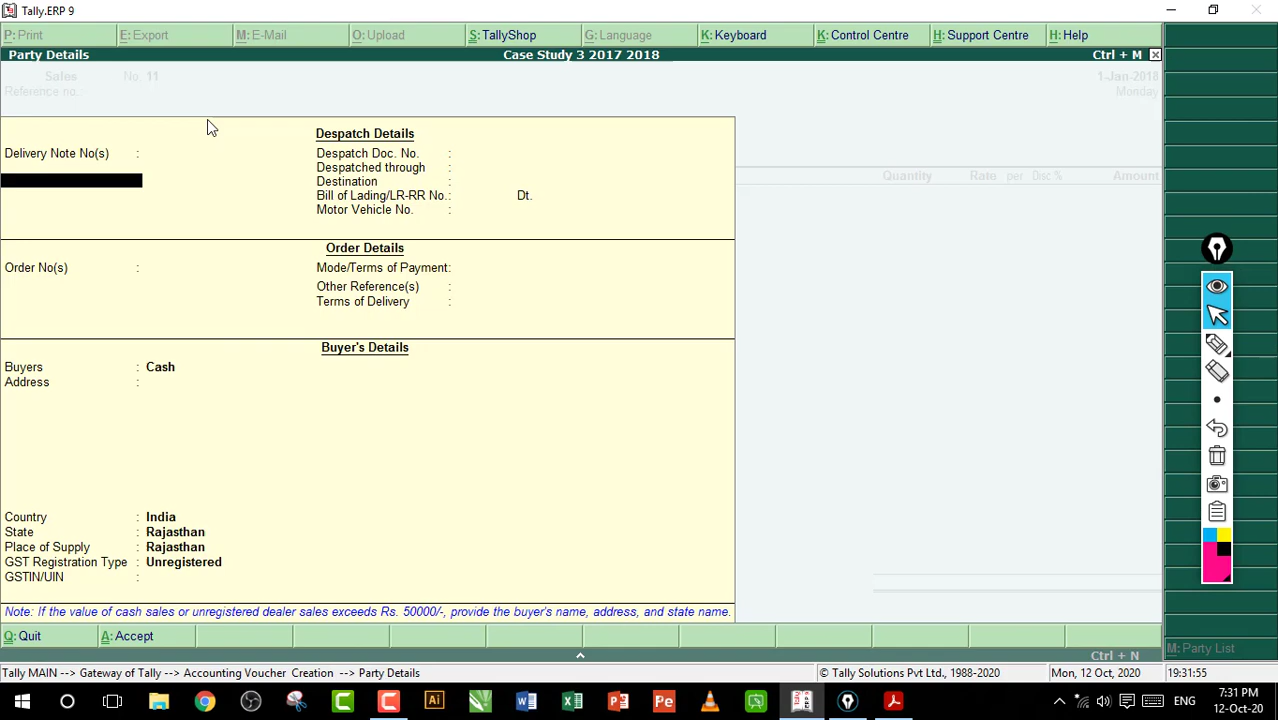 Tally.ERP 9
P: Print E: Export M: E-Mail O: Upload S: TallyShop G: Language K: Keyboard K: Control Centre H: Support Centre H: Help
Party Details Case Study 3 2017 2018 Ctrl + M
Sales No. 11 1-Jan-2018
Reference no.: Monday
Despatch Details
Delivery Note No(s) : Despatch Doc. No. :
Despatched through :
Destination :
Bill of Lading/LR-RR No.: Dt.
Motor Vehicle No. :
Quantity Rate per Disc % Amount
Order Details
Order No(s) : Mode/Terms of Payment:
Other Reference(s) :
Terms of Delivery :
Buyer's Details
Buyers : Cash
Address :
Country : India
State : Rajasthan
Place of Supply : Rajasthan
GST Registration Type : Unregistered
GSTIN/UIN :
Note: If the value of cash sales or unregistered dealer sales exceeds Rs. 50000/-, provide the buyer's name, address, and state name.
Q: Quit A: Accept
M: Party List
Ctrl + N
Tally MAIN --> Gateway of Tally --> Accounting Voucher Creation --> Party Details © Tally Solutions Pvt Ltd., 1988-2020 Mon, 12 Oct, 2020 19:31:55
Ai W X P Pe ENG 7:31 PM
12-Oct-20